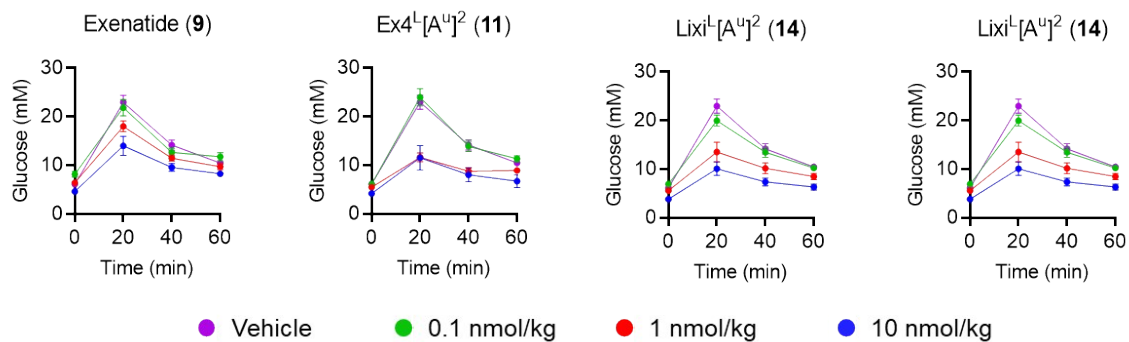 Exenatide (9)
Ex4ᴸ[Aᵘ]² (11)
Lixiᴸ[Aᵘ]² (14)
Lixiᴸ[Aᵘ]² (14)
Glucose (mM)
30
20
10
0
0 20 40 60
Time (min)
Glucose (mM)
30
20
10
0
0 20 40 60
Time (min)
Glucose (mM)
30
20
10
0
0 20 40 60
Time (min)
Glucose (mM)
30
20
10
0
0 20 40 60
Time (min)
Vehicle 0.1 nmol/kg 1 nmol/kg 10 nmol/kg